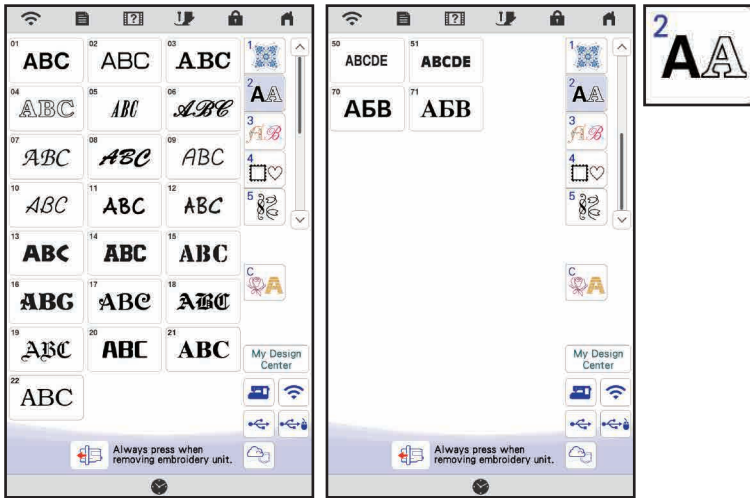 01 ABC
02 ABC
03 ABC
1
04 ABC
05 ABC
06 ABC
2 AA
07 ABC
08 ABC
09 ABC
3 AB
4
10 ABC
11 ABC
12 ABC
5
13 ABC
14 ABC
15 ABC
C A
16 ABC
17 ABC
18 ABC
19 ABC
20 ABC
21 ABC
My Design
Center
22 ABC
Always press when
removing embroidery unit.
50 ABCDE
51 ABCDE
1
70 АБВ
71 АБВ
2 AA
3 AB
4
5
C A
My Design
Center
Always press when
removing embroidery unit.
2
AA